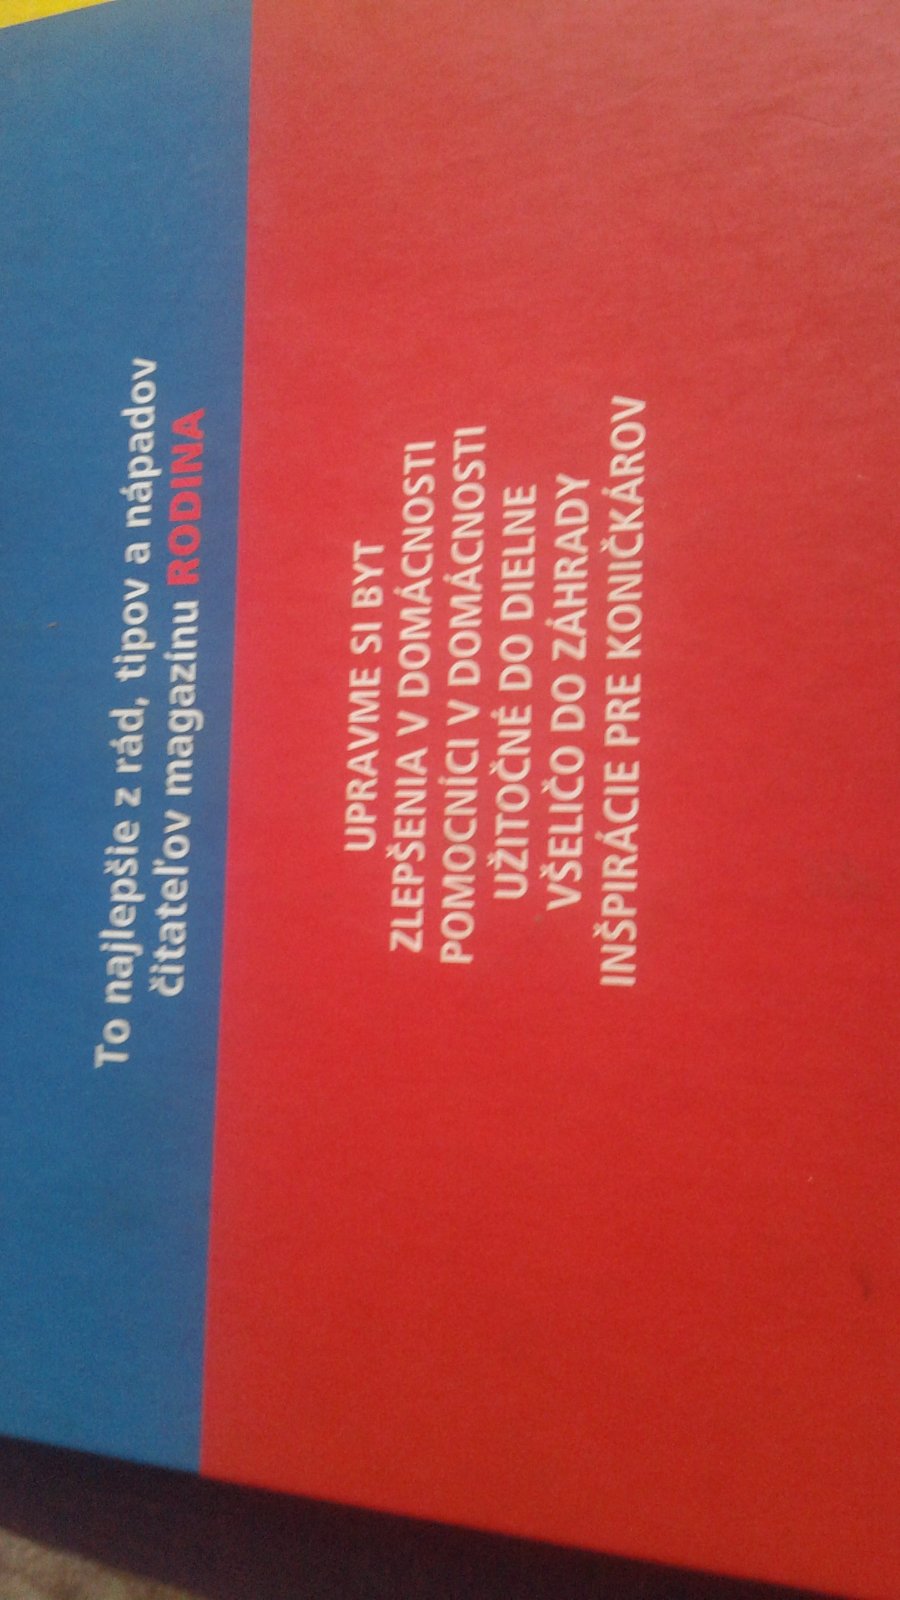 To najlepšie z rád, tipov a nápadov
čitateľov magazínu RODINA
UPRAVME SI BYT
ZLEPŠENIA V DOMÁCNOSTI
POMOCNÍCI V DOMÁCNOSTI
UŽITOČNÉ DO DIELNE
VŠELIČO DO ZÁHRADY
INŠPIRÁCIE PRE KONIČKÁROV